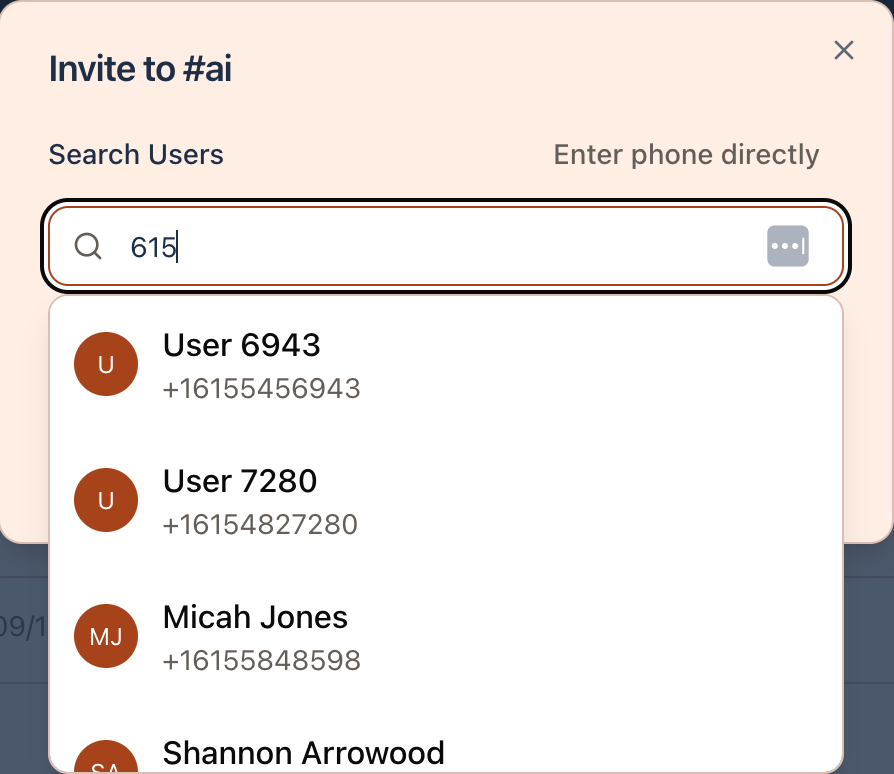 Invite to #ai
Search Users
Enter phone directly
615
U
User 6943
+16155456943
U
User 7280
+16154827280
MJ
Micah Jones
+16155848598
SA
Shannon Arrowood
09/1